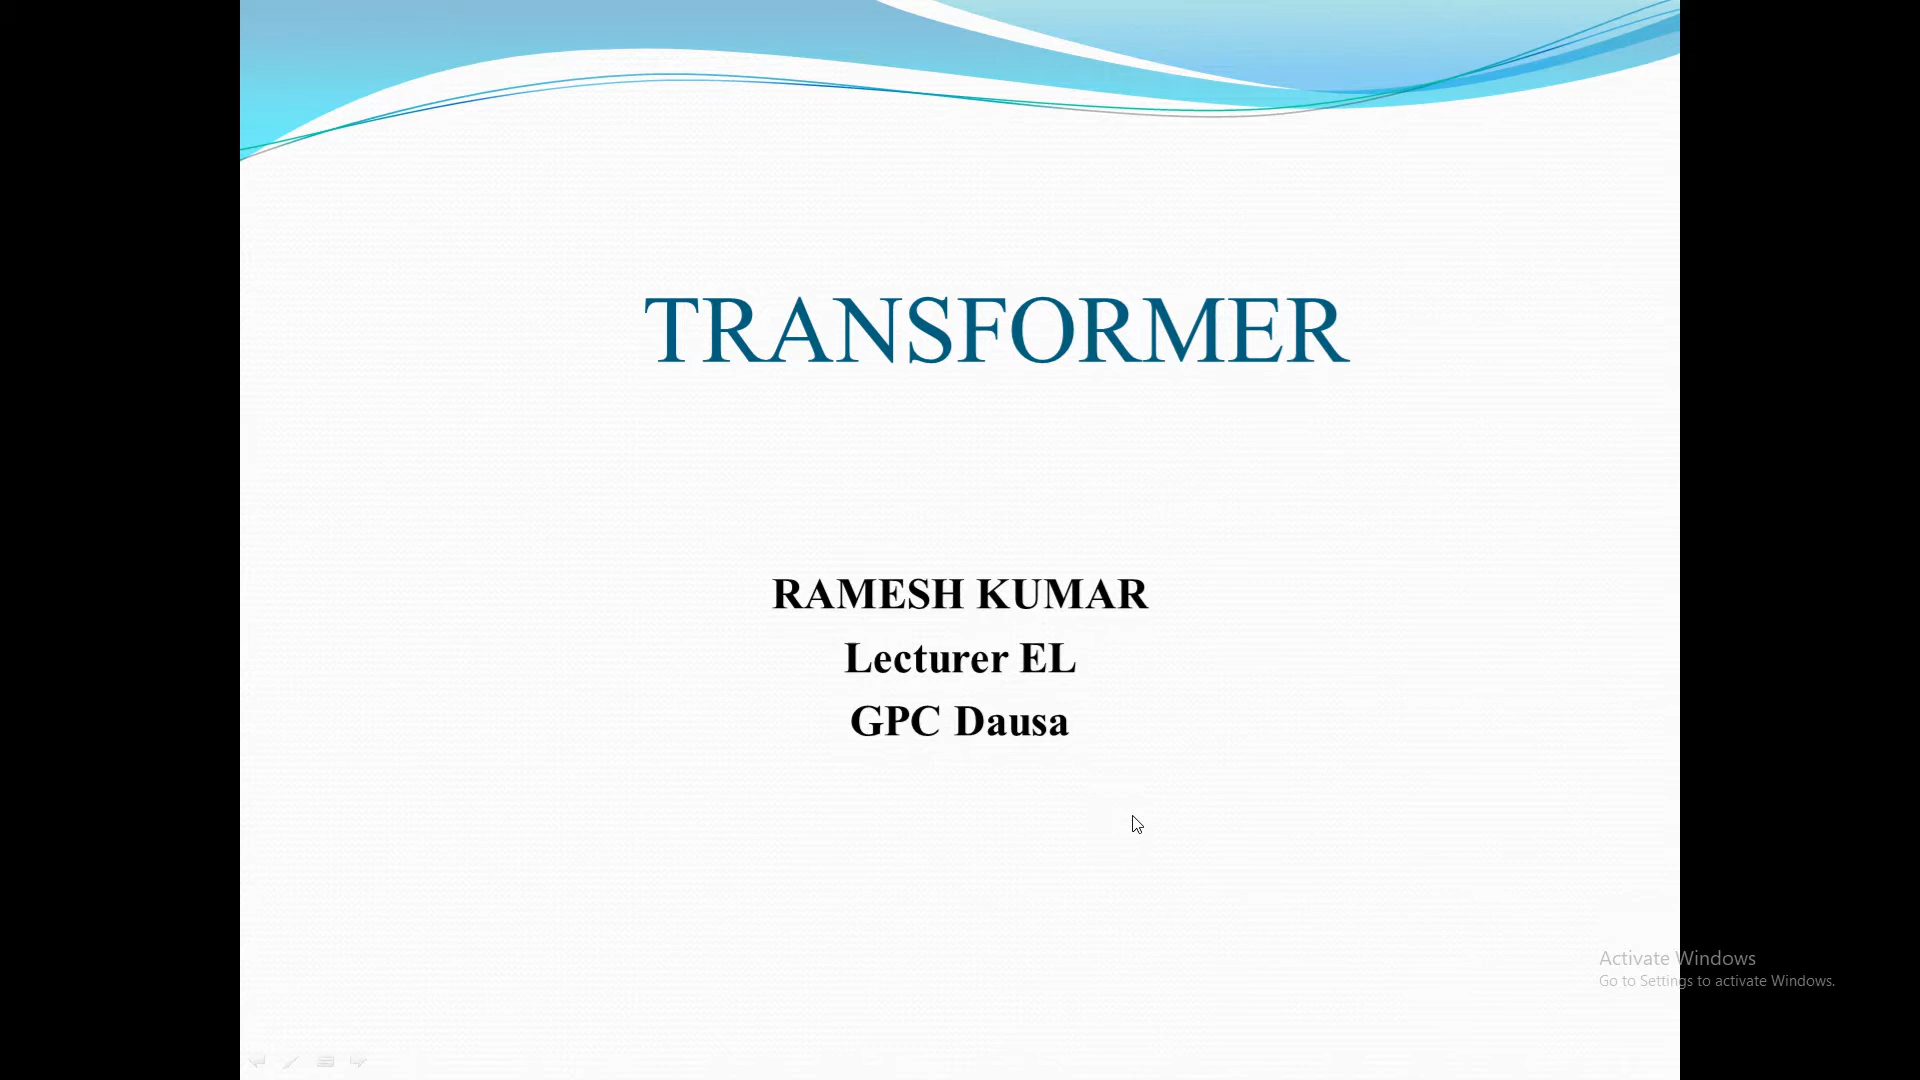 TRANSFORMER
RAMESH KUMAR
Lecturer EL
GPC Dausa
Activate Windows
Go to Settings to activate Windows.